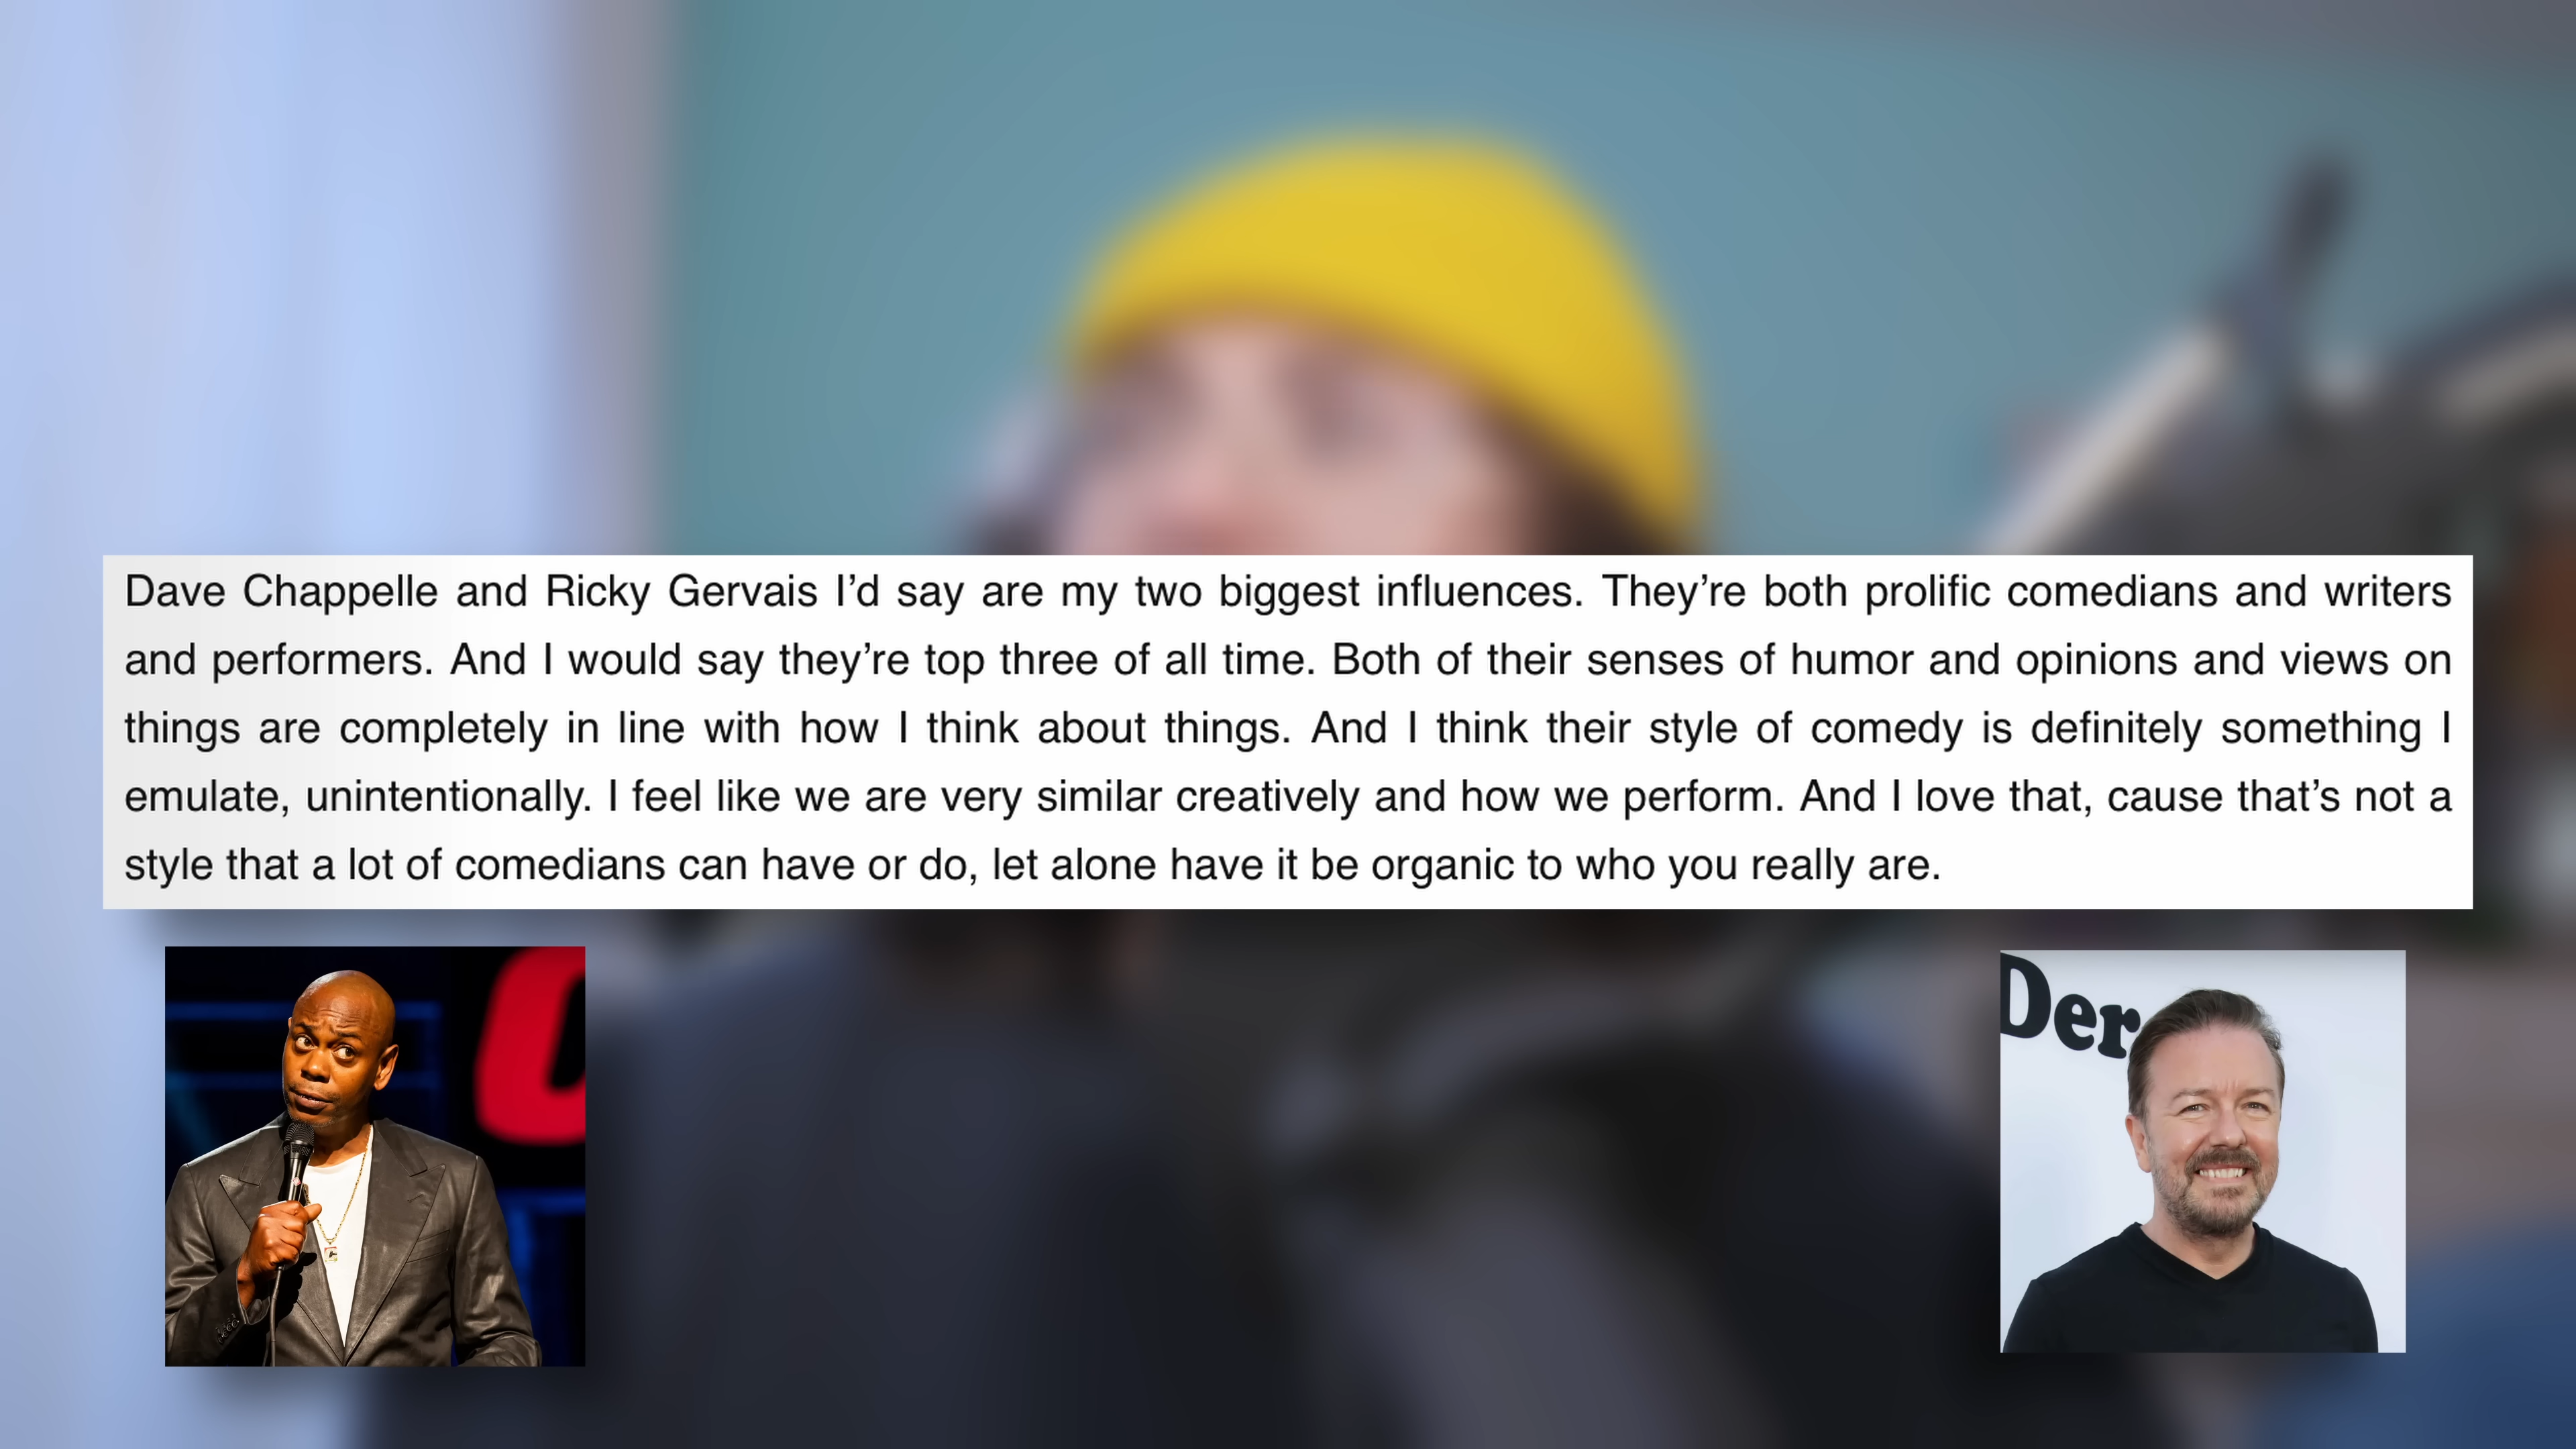 Dave Chappelle and Ricky Gervais I’d say are my two biggest influences. They’re both prolific comedians and writers
and performers. And I would say they’re top three of all time. Both of their senses of humor and opinions and views on
things are completely in line with how I think about things. And I think their style of comedy is definitely something I
emulate, unintentionally. I feel like we are very similar creatively and how we perform. And I love that, cause that’s not a
style that a lot of comedians can have or do, let alone have it be organic to who you really are.
Der